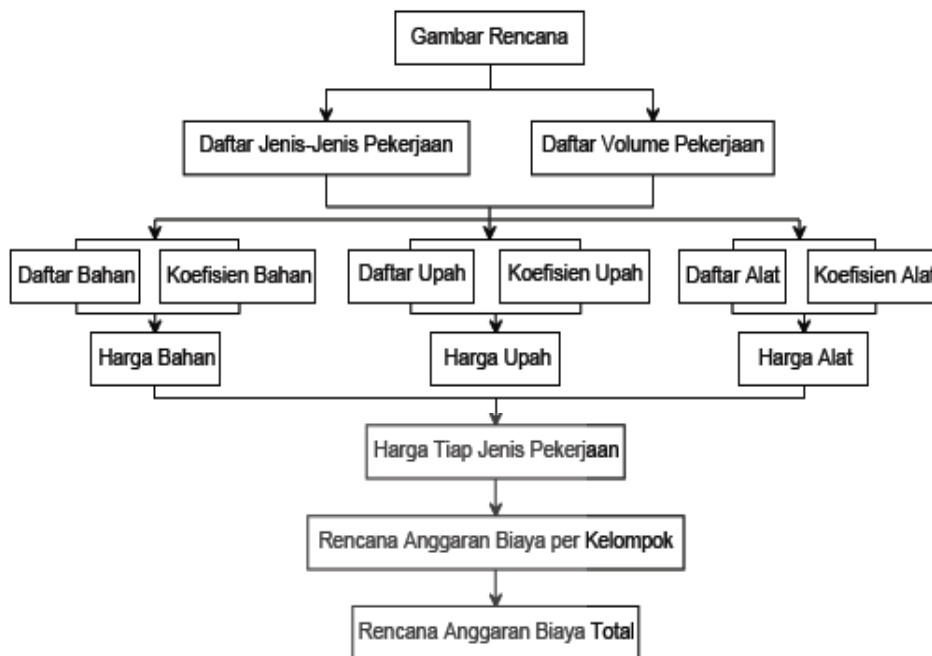 Gambar Rencana
Daftar Jenis-Jenis Pekerjaan
Daftar Volume Pekerjaan
Daftar Bahan
Koefisien Bahan
Daftar Upah
Koefisien Upah
Daftar Alat
Koefisien Alat
Harga Bahan
Harga Upah
Harga Alat
Harga Tiap Jenis Pekerjaan
Rencana Anggaran Biaya per Kelompok
Rencana Anggaran Biaya Total